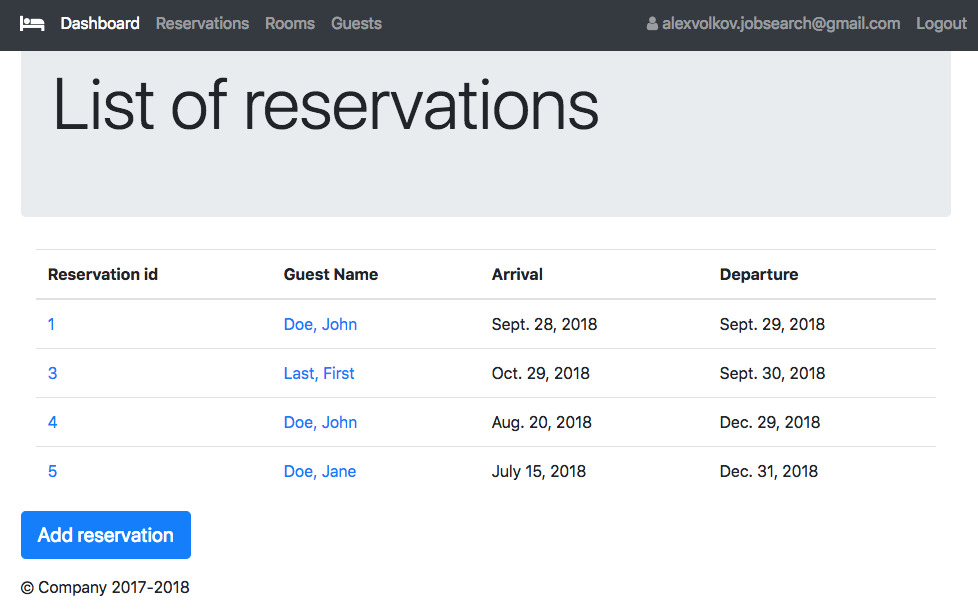 Dashboard Reservations Rooms Guests alexvolkov.jobsearch@gmail.com Logout
List of reservations
Reservation id Guest Name Arrival Departure
1 Doe, John Sept. 28, 2018 Sept. 29, 2018
3 Last, First Oct. 29, 2018 Sept. 30, 2018
4 Doe, John Aug. 20, 2018 Dec. 29, 2018
5 Doe, Jane July 15, 2018 Dec. 31, 2018
Add reservation
© Company 2017-2018